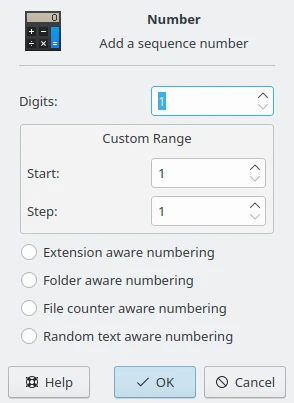 0
Number
Add a sequence number
Digits: 1
Custom Range
Start: 1
Step: 1
Extension aware numbering
Folder aware numbering
File counter aware numbering
Random text aware numbering
Help OK Cancel